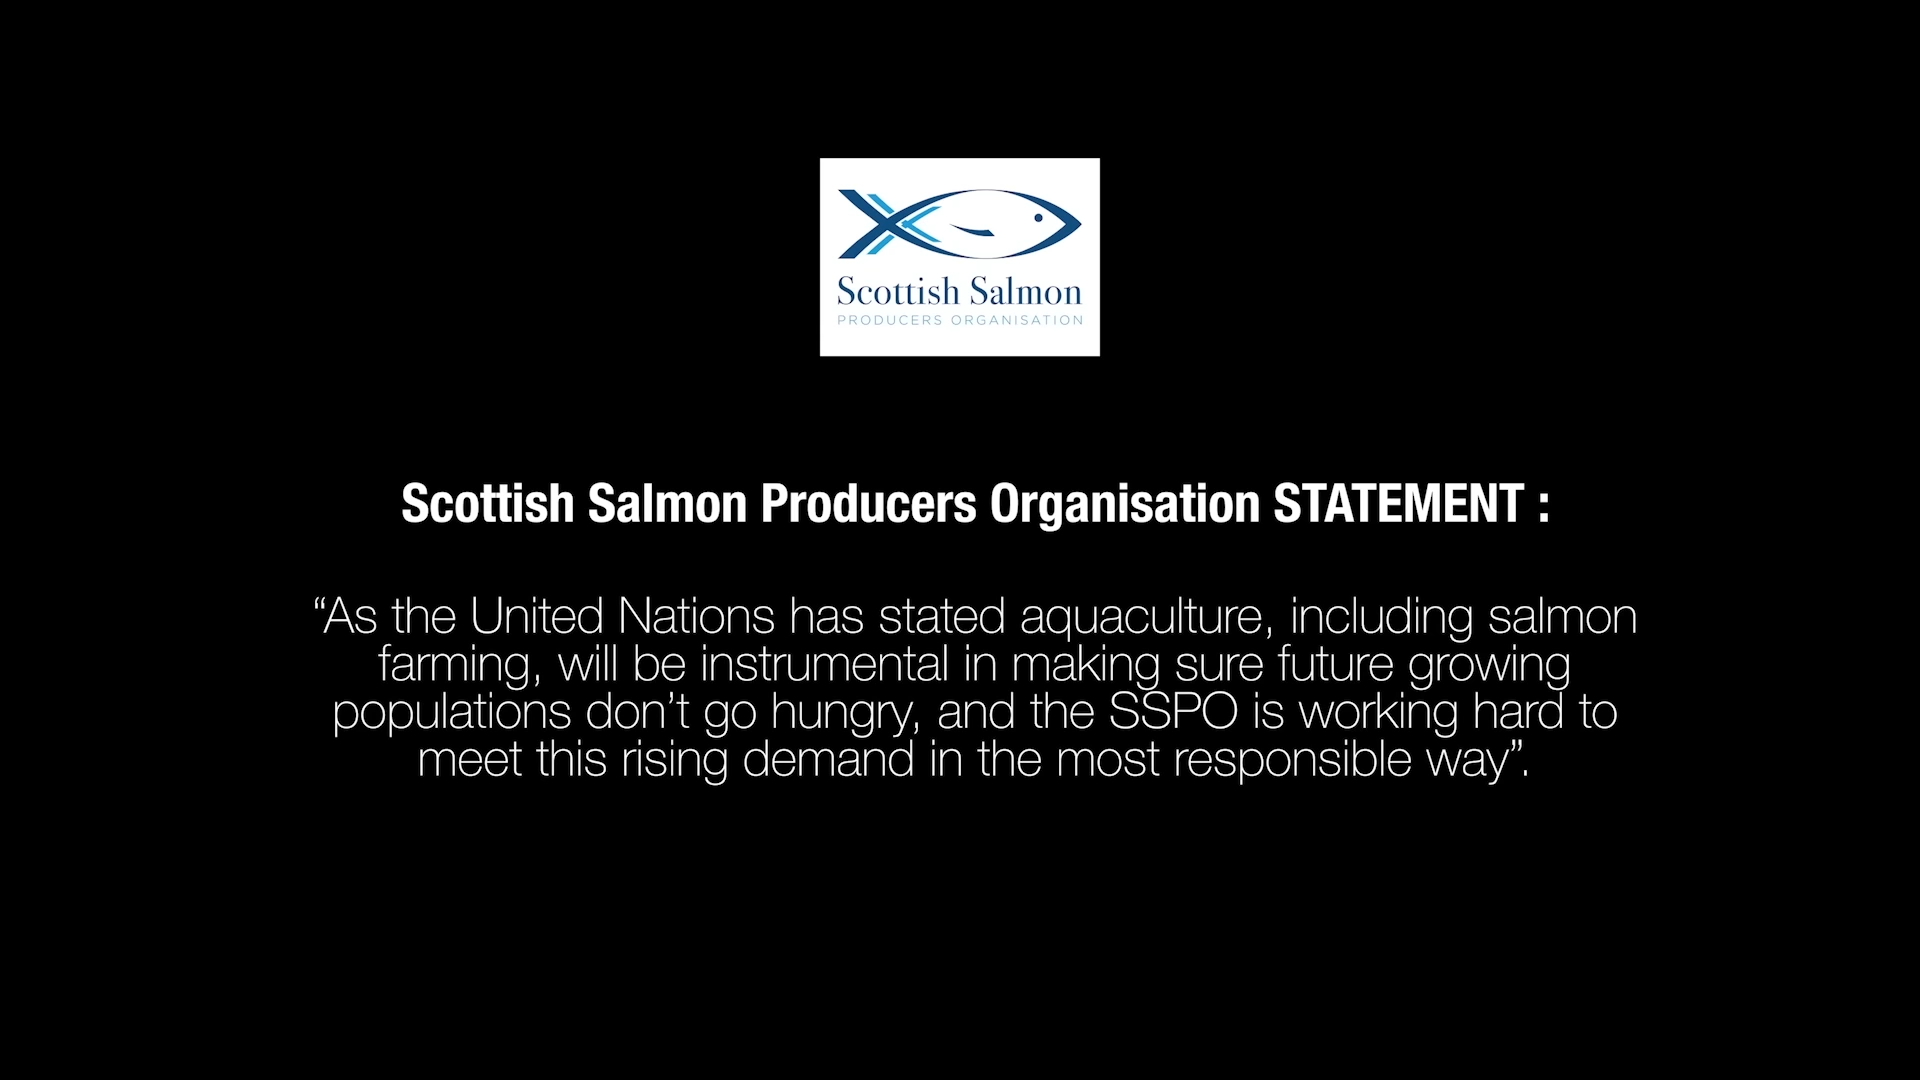 Scottish Salmon
PRODUCERS ORGANISATION
Scottish Salmon Producers Organisation STATEMENT :
“As the United Nations has stated aquaculture, including salmon
farming, will be instrumental in making sure future growing
populations don’t go hungry, and the SSPO is working hard to
meet this rising demand in the most responsible way”.